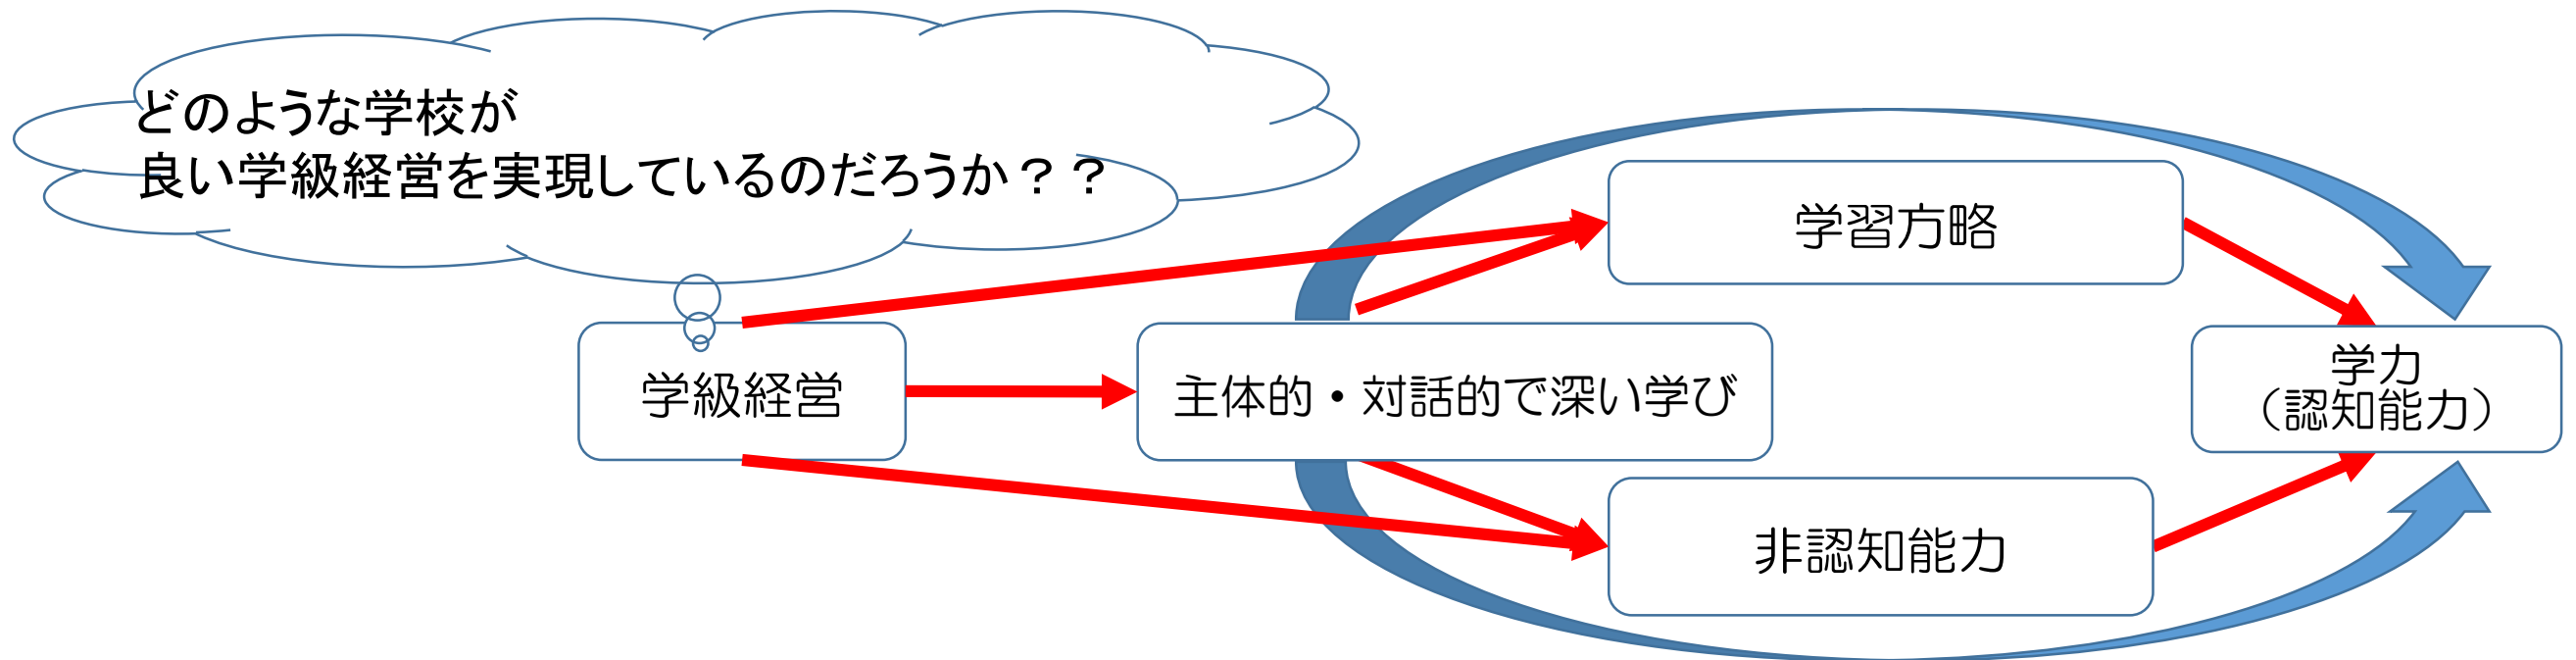 どのような学校が
良い学級経営を実現しているのだろうか？？
学習方略
学級経営
主体的・対話的で深い学び
学力
（認知能力）
非認知能力